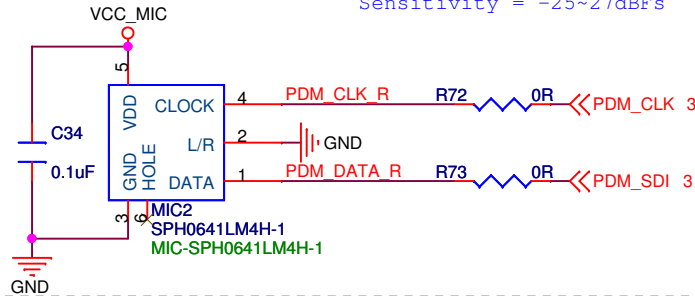 Sensitivity = -25~27dBFs
VCC_MIC
5
VDD
CLOCK
4
PDM_CLK_R
R72
0R
PDM_CLK 3
C34
0.1uF
L/R
2
GND
GND
HOLE
DATA
1
PDM_DATA_R
R73
0R
PDM_SDI 3
3
6
MIC2
SPH0641LM4H-1
MIC-SPH0641LM4H-1
GND